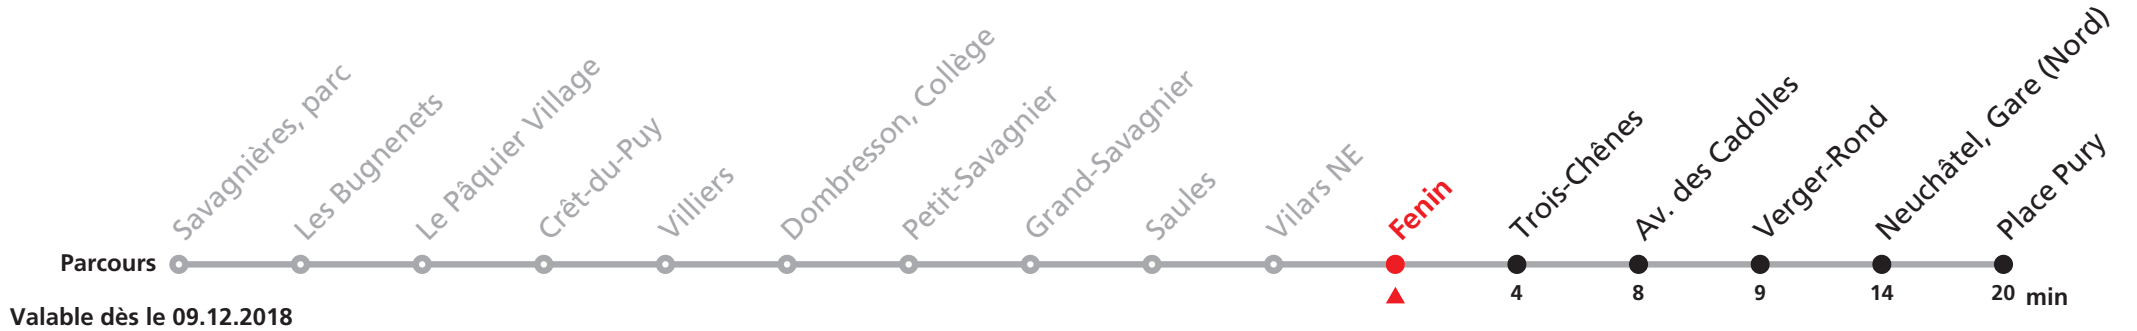 Savagnières, parc
Les Bugnenets
Le Pâquier Village
Crêt-du-Puy
Villiers
Dombresson, Collège
Petit-Savagnier
Grand-Savagnier
Saules
Vilars NE
Fenin
Trois-Chênes
Av. des Cadolles
Verger-Rond
Neuchâtel, Gare (Nord)
Place Pury
Parcours
4 8 9 14 20 min
Valable dès le 09.12.2018